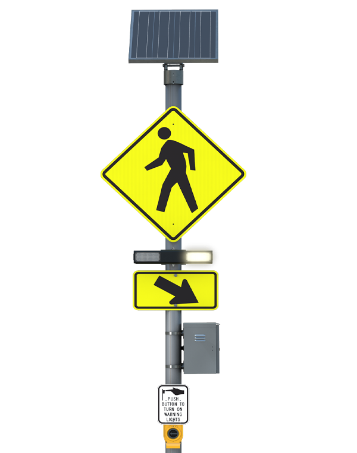 PUSH
BUTTON TO
TURN ON
WARNING
LIGHTS